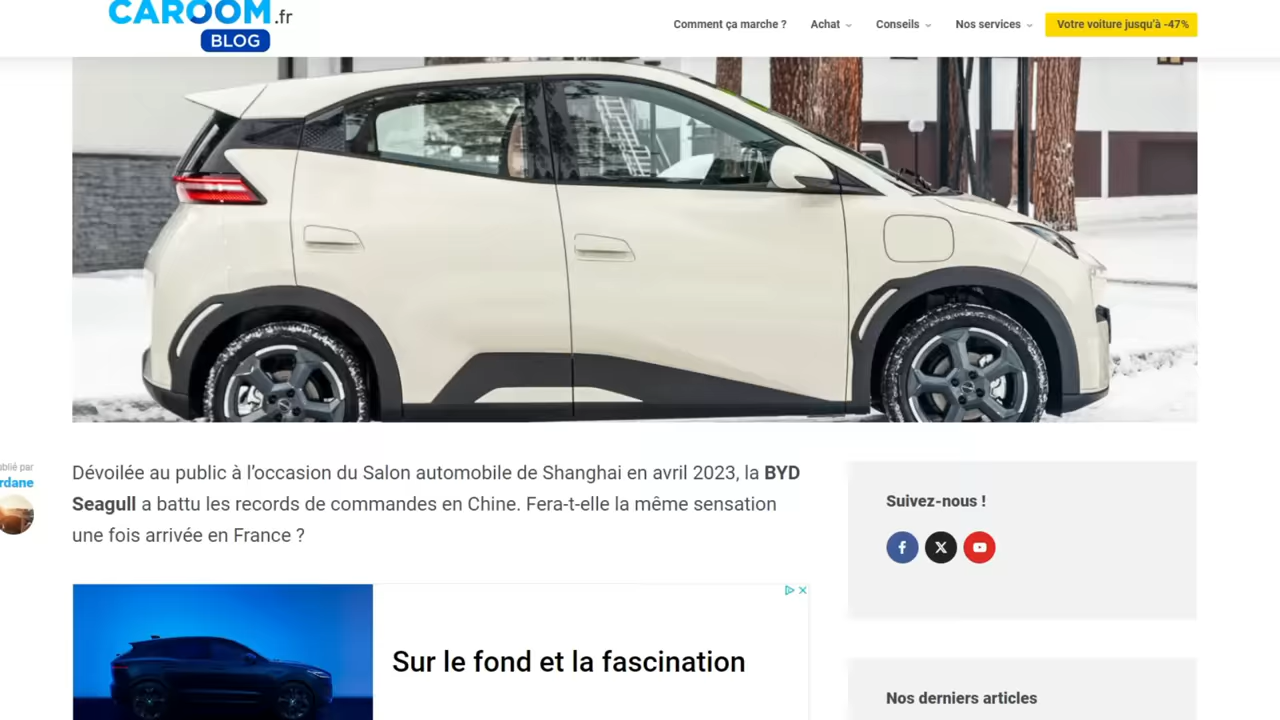 CAROOM.fr
BLOG
Comment ça marche ?
Achat
Conseils
Nos services
Votre voiture jusqu'à -47%
ublié par
rdane
Dévoilée au public à l'occasion du Salon automobile de Shanghai en avril 2023, la BYD
Seagull a battu les records de commandes en Chine. Fera-t-elle la même sensation
une fois arrivée en France ?
Suivez-nous !
Sur le fond et la fascination
Nos derniers articles